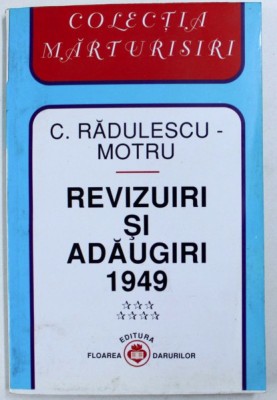 COLECȚIA
MĂRTURISIRI
C. RĂDULESCU -
MOTRU
REVIZUIRI
ȘI
ADĂUGIRI
1949
EDITURA
FLOAREA DARURILOR